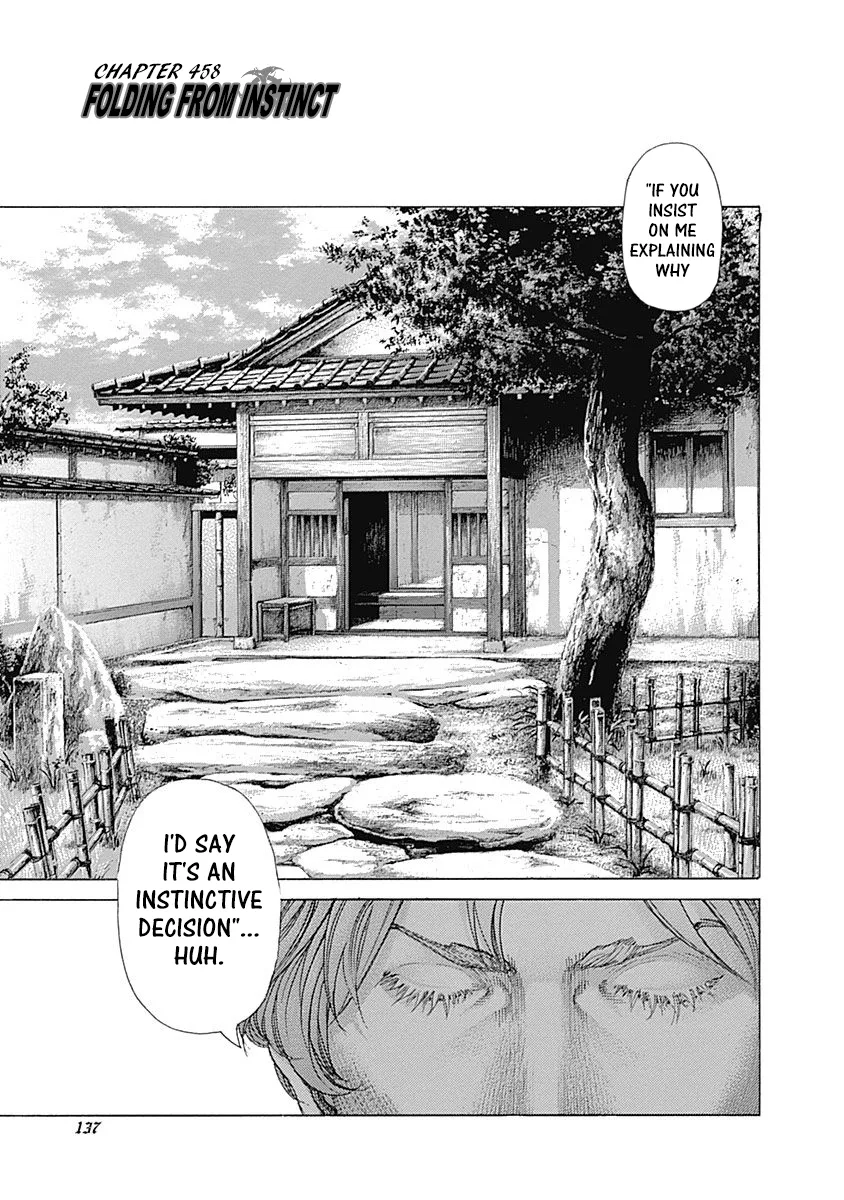 CHAPTER 458
FOLDING FROM INSTINCT
"IF YOU
INSIST
ON ME
EXPLAINING
WHY
I'D SAY
IT'S AN
INSTINCTIVE
DECISION"...
HUH.
137